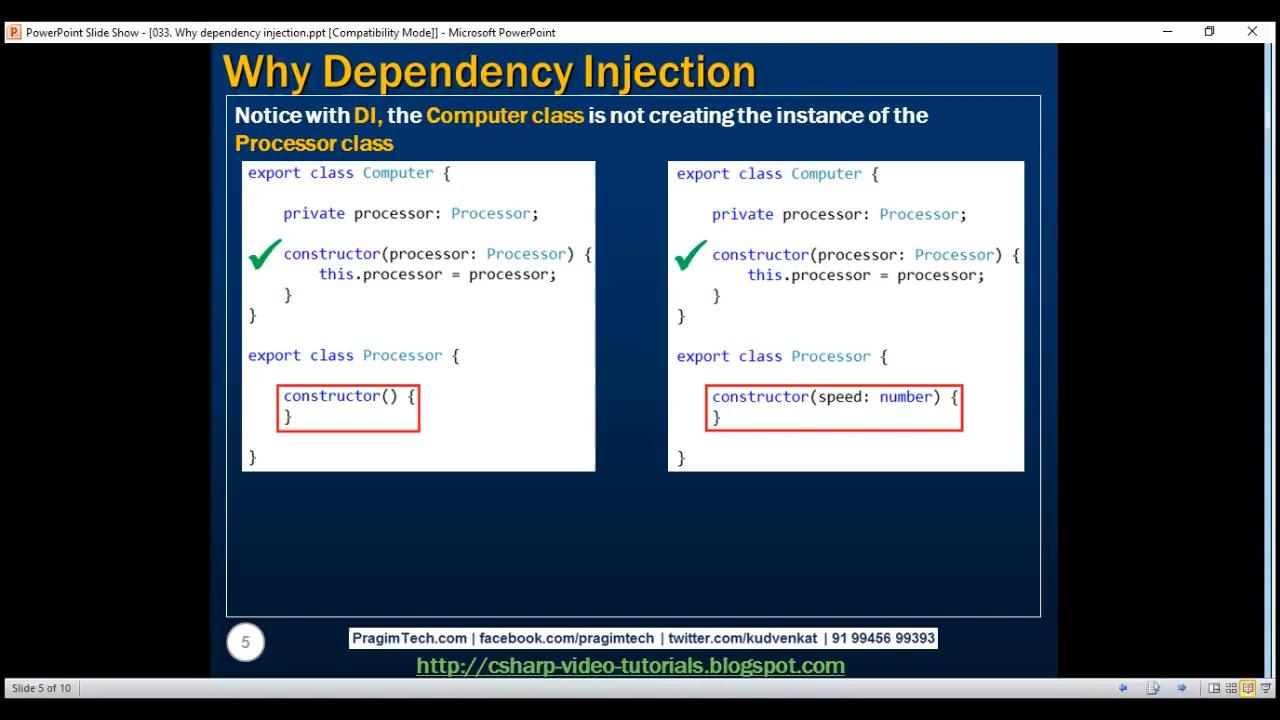 PowerPoint Slide Show - [033. Why dependency injection.ppt [Compatibility Mode]] - Microsoft PowerPoint
Why Dependency Injection
Notice with DI, the Computer class is not creating the instance of the
Processor class
export class Computer {
private processor: Processor;
constructor(processor: Processor) {
this.processor = processor;
}
}
export class Processor {
constructor() {
}
}
export class Computer {
private processor: Processor;
constructor(processor: Processor) {
this.processor = processor;
}
}
export class Processor {
constructor(speed: number) {
}
}
5
PragimTech.com | facebook.com/pragimtech | twitter.com/kudvenkat | 91 99456 99393
http://csharp-video-tutorials.blogspot.com
Slide 5 of 10